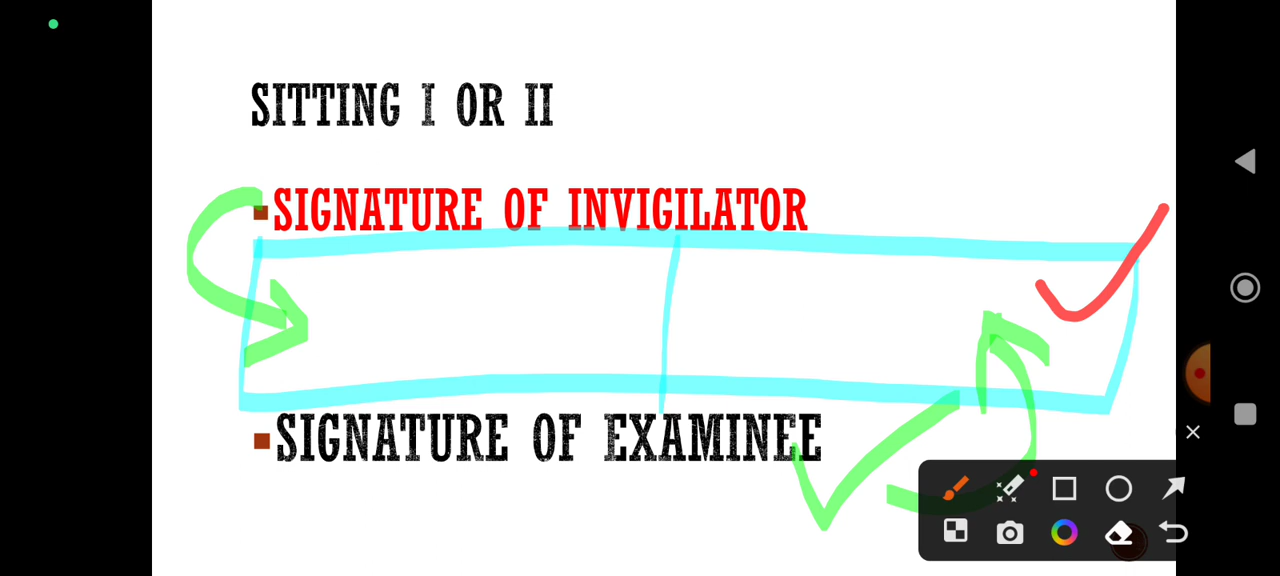 SITTING I OR II
SIGNATURE OF INVIGILATOR
SIGNATURE OF EXAMINEE